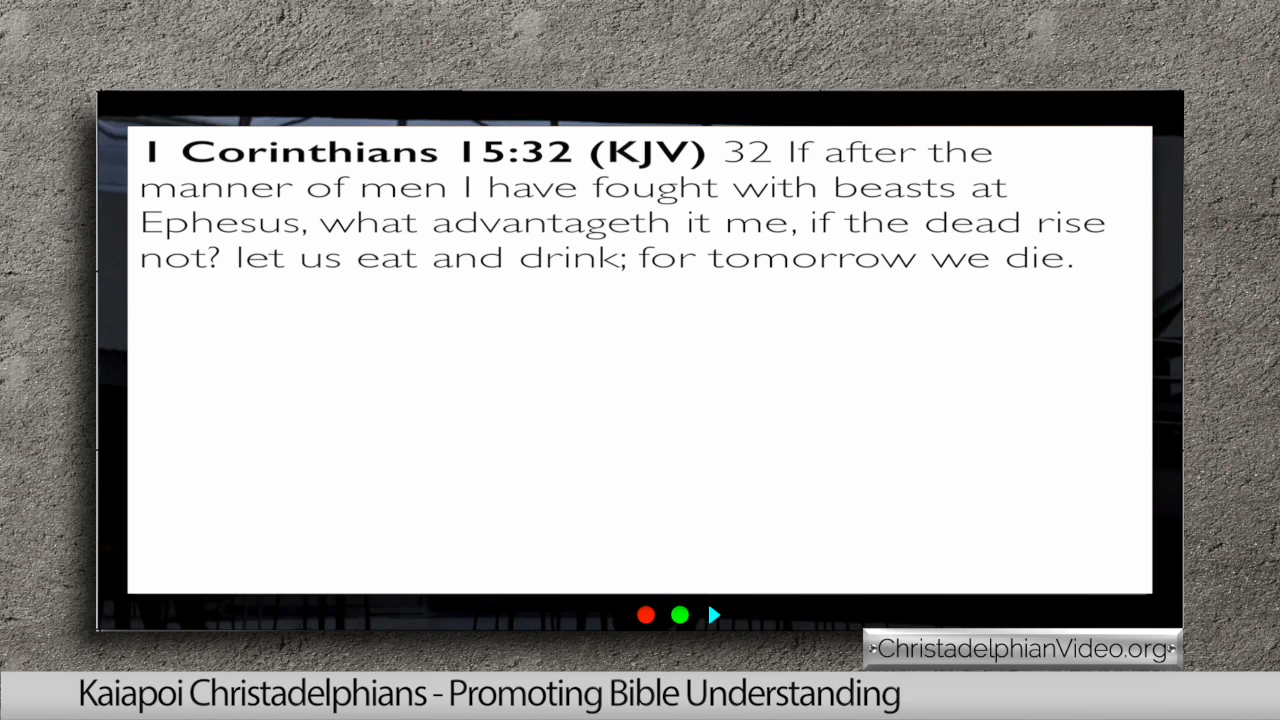 1 Corinthians 15:32 (KJV) 32 If after the
manner of men I have fought with beasts at
Ephesus, what advantageth it me, if the dead rise
not? let us eat and drink; for tomorrow we die.
ChristadelphianVideo.org
Kaiapoi Christadelphians - Promoting Bible Understanding